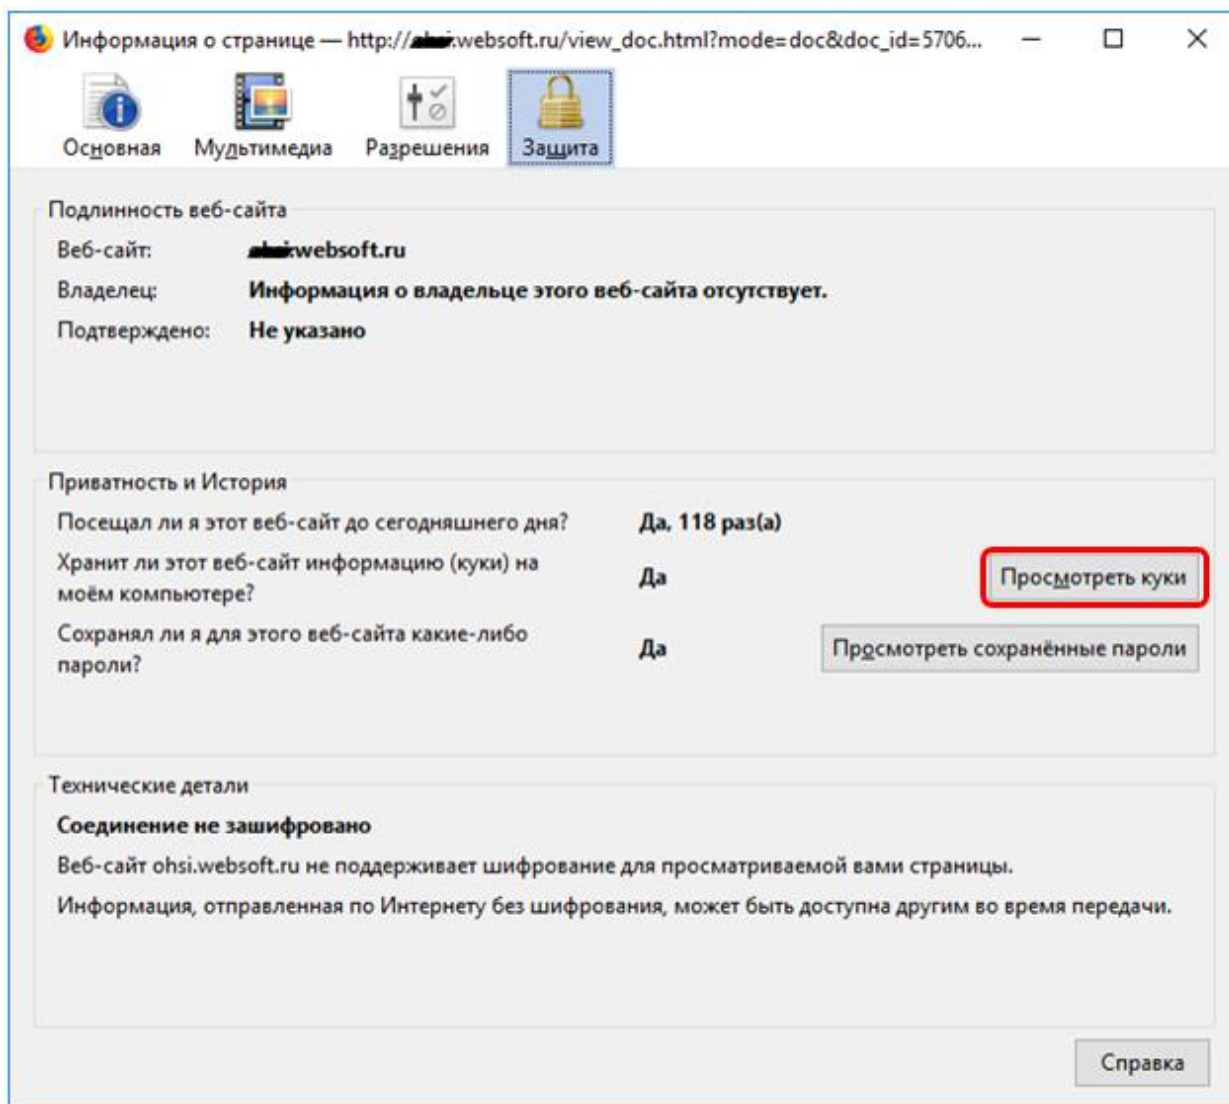 Информация о странице — http://.websoft.ru/view_doc.html?mode=doc&doc_id=5706...
Основная Мультимедиа Разрешения Защита
Подлинность веб-сайта
Веб-сайт: websoft.ru
Владелец: Информация о владельце этого веб-сайта отсутствует.
Подтверждено: Не указано
Приватность и История
Посещал ли я этот веб-сайт до сегодняшнего дня? Да, 118 раз(а)
Хранит ли этот веб-сайт информацию (куки) на
моём компьютере? Да Просмотреть куки
Сохранял ли я для этого веб-сайта какие-либо
пароли? Да Просмотреть сохранённые пароли
Технические детали
Соединение не зашифровано
Веб-сайт ohsi.websoft.ru не поддерживает шифрование для просматриваемой вами страницы.
Информация, отправленная по Интернету без шифрования, может быть доступна другим во время передачи.
Справка